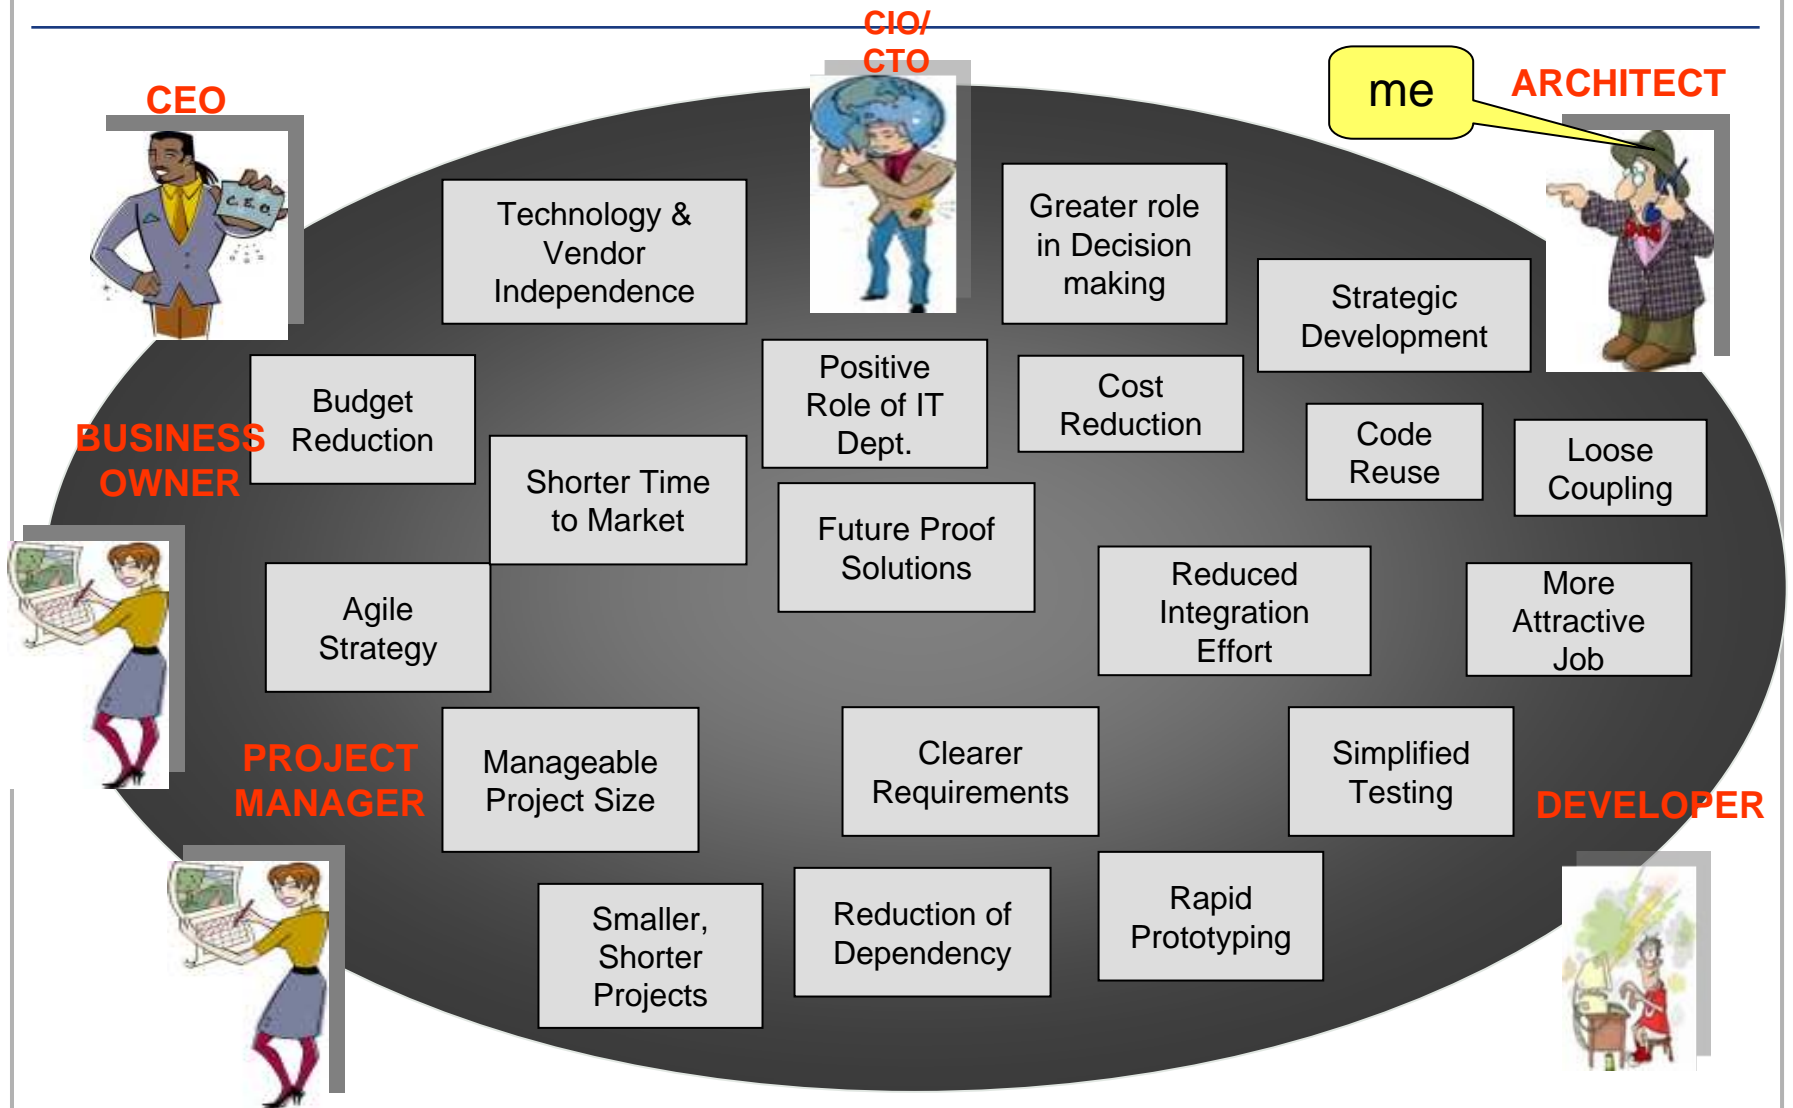 CIO/
CTO
CEO
me
ARCHITECT
C.E.O.
Technology &
Vendor
Independence
Greater role
in Decision
making
Strategic
Development
Budget
Reduction
Positive
Role of IT
Dept.
Cost
Reduction
Code
Reuse
Loose
Coupling
BUSINESS
OWNER
Shorter Time
to Market
Future Proof
Solutions
Agile
Strategy
Reduced
Integration
Effort
More
Attractive
Job
PROJECT
MANAGER
Manageable
Project Size
Clearer
Requirements
Simplified
Testing
DEVELOPER
Smaller,
Shorter
Projects
Reduction of
Dependency
Rapid
Prototyping